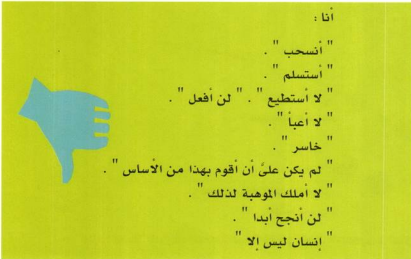 أنا :
" أنسحب " .
" أستسلم " .
" لا أستطيع " . " لن أفعل " .
" لا أعبأ " .
" خاسر " .
" لم يكن علىَّ أن أقوم بهذا من الأساس " .
" لا أملك الموهبة لذلك " .
" لن أنجح أبدا " .
" إنسان ليس إلا "